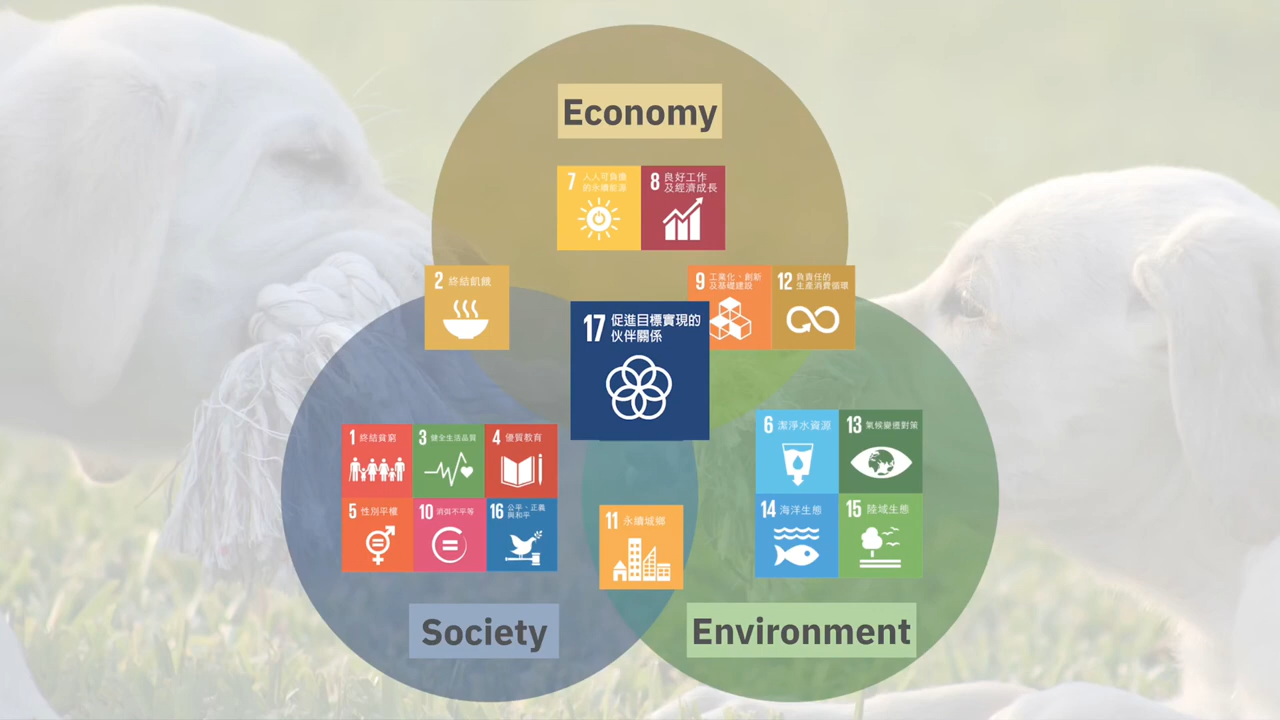 Economy
7 人人可負擔
的永續能源
8 良好工作
及經濟成長
2 終結飢餓
9 工業化、創新
及基礎建設
12 負責任的
生產消費循環
17 促進目標實現的
伙伴關係
1 終結貧窮
3 健全生活品質
4 優質教育
6 潔淨水資源
13 氣候變遷對策
5 性別平權
10 消弭不平等
16 公平、正義
與和平
11 永續城鄉
14 海洋生態
15 陸域生態
Society
Environment